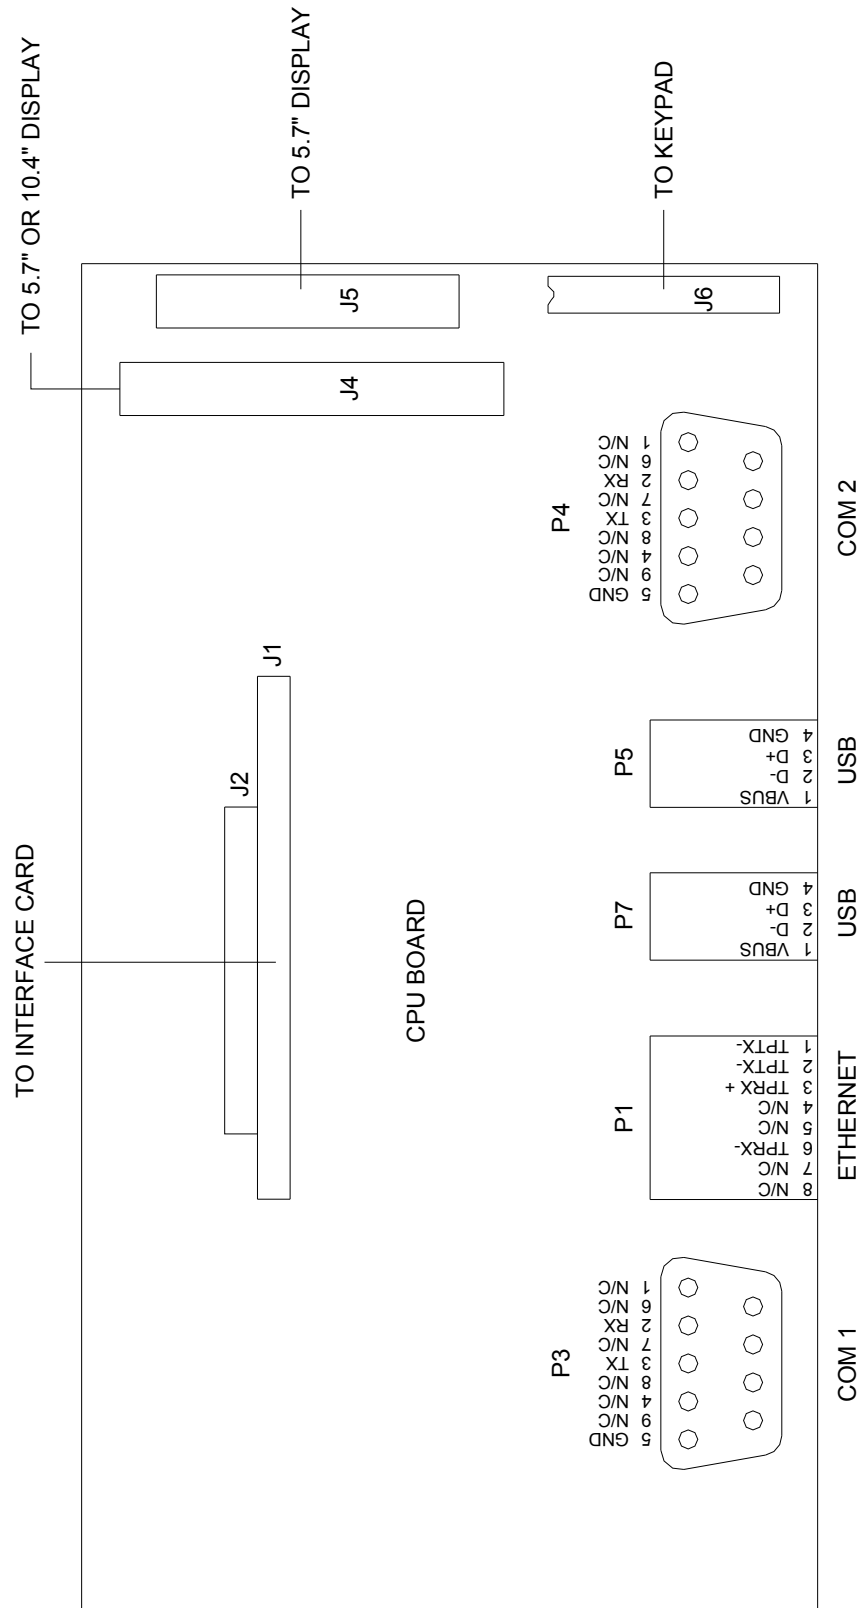 TO INTERFACE CARD
TO 5.7" OR 10.4" DISPLAY
TO 5.7" DISPLAY
TO KEYPAD
J2
J1
J4
J5
J6
CPU BOARD
P3
5 GND
9 N/C
4 N/C
8 N/C
3 TX
7 N/C
2 RX
6 N/C
1 N/C
COM 1
P1
8 N/C
7 N/C
6 TPRX-
5 N/C
4 N/C
3 TPRX +
2 TPTX-
1 TPTX-
ETHERNET
P7
1 VBUS
2 D-
3 D+
4 GND
USB
P5
1 VBUS
2 D-
3 D+
4 GND
USB
P4
5 GND
9 N/C
4 N/C
8 N/C
3 TX
7 N/C
2 RX
6 N/C
1 N/C
COM 2